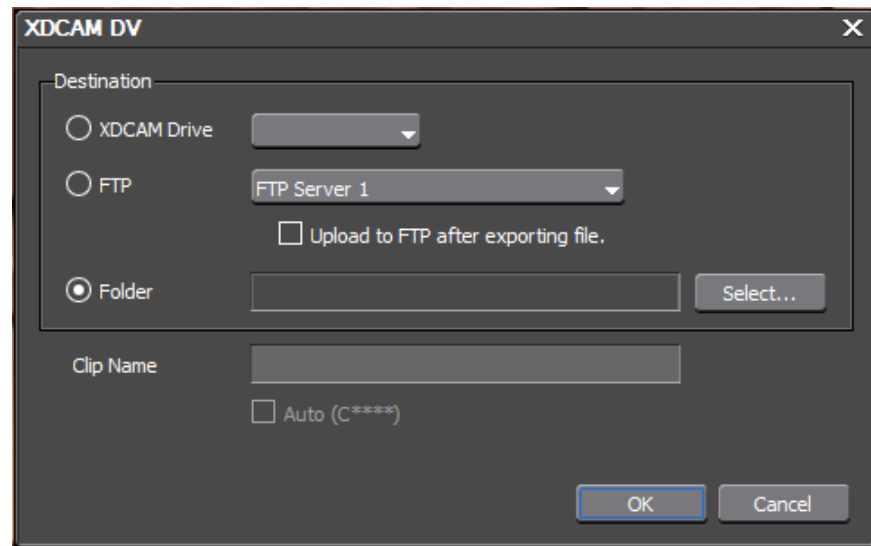 XDCAM DV
Destination
XDCAM Drive
FTP FTP Server 1
Upload to FTP after exporting file.
Folder Select...
Clip Name
Auto (C****)
OK Cancel